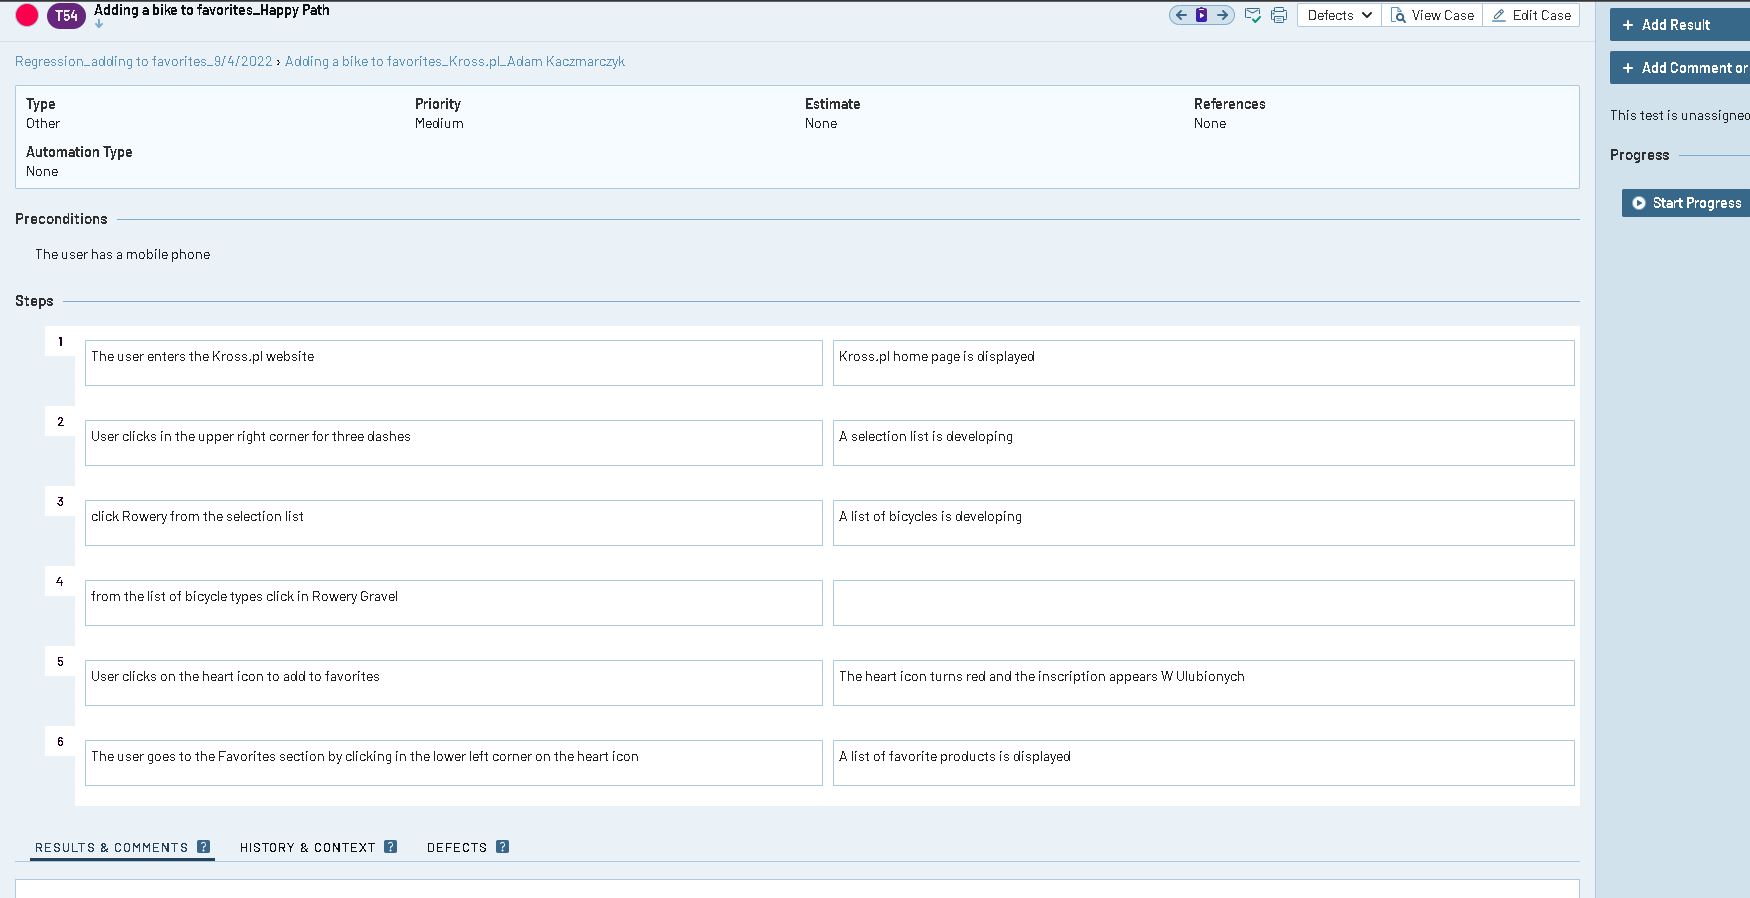 T54 Adding a bike to favorites_Happy Path
Defects View Case Edit Case
+ Add Result
Regression_adding to favorites_9/4/2022 › Adding a bike to favorites_Kross.pl_Adam Kaczmarczyk
+ Add Comment or
Type Priority Estimate References
Other Medium None None
This test is unassigned
Automation Type
None
Progress
Start Progress
Preconditions
The user has a mobile phone
Steps
1
The user enters the Kross.pl website
Kross.pl home page is displayed
2
User clicks in the upper right corner for three dashes
A selection list is developing
3
click Rowery from the selection list
A list of bicycles is developing
4
from the list of bicycle types click in Rowery Gravel
5
User clicks on the heart icon to add to favorites
The heart icon turns red and the inscription appears W Ulubionych
6
The user goes to the Favorites section by clicking in the lower left corner on the heart icon
A list of favorite products is displayed
RESULTS & COMMENTS ? HISTORY & CONTEXT ? DEFECTS ?